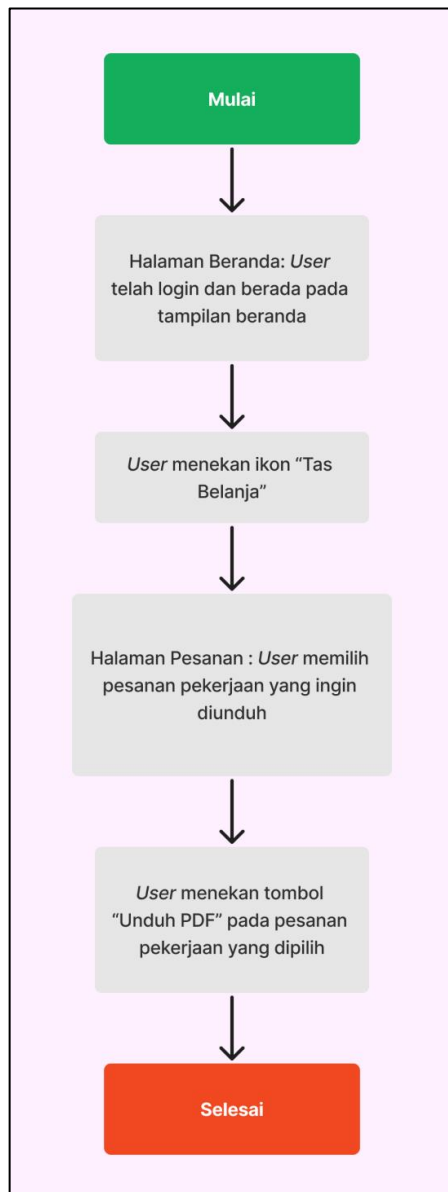 Mulai
Halaman Beranda: User
telah login dan berada pada
tampilan beranda
User menekan ikon “Tas
Belanja”
Halaman Pesanan : User memilih
pesanan pekerjaan yang ingin
diunduh
User menekan tombol
“Unduh PDF” pada pesanan
pekerjaan yang dipilih
Selesai